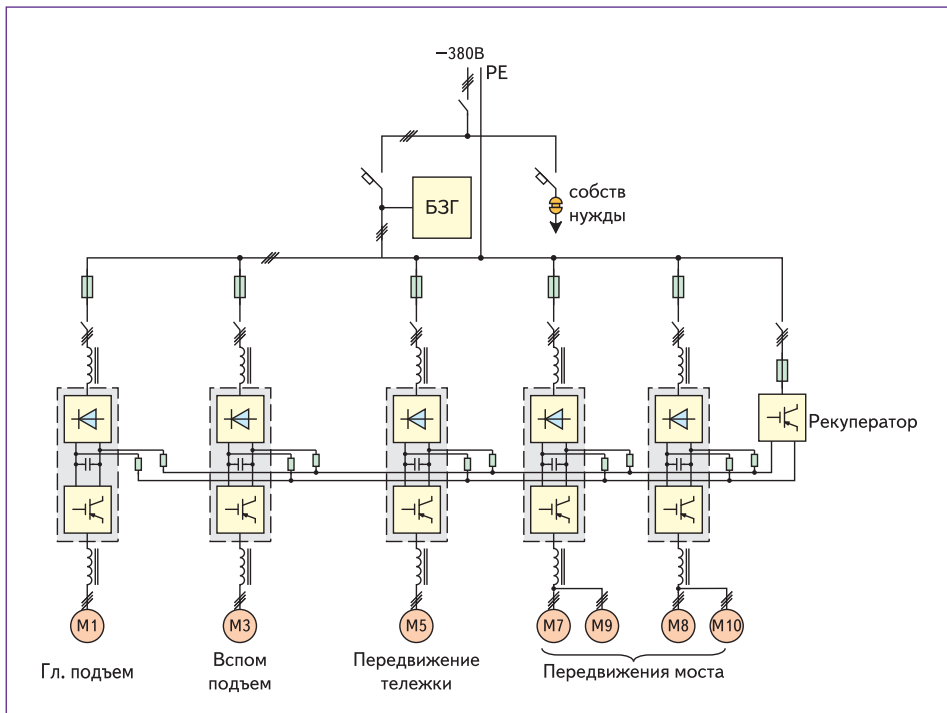 −380В
PE
БЗГ
собств
нужды
Рекуператор
M1
M3
M5
M7
M9
M8
M10
Гл. подъем
Вспом
подъем
Передвижение
тележки
Передвижения моста